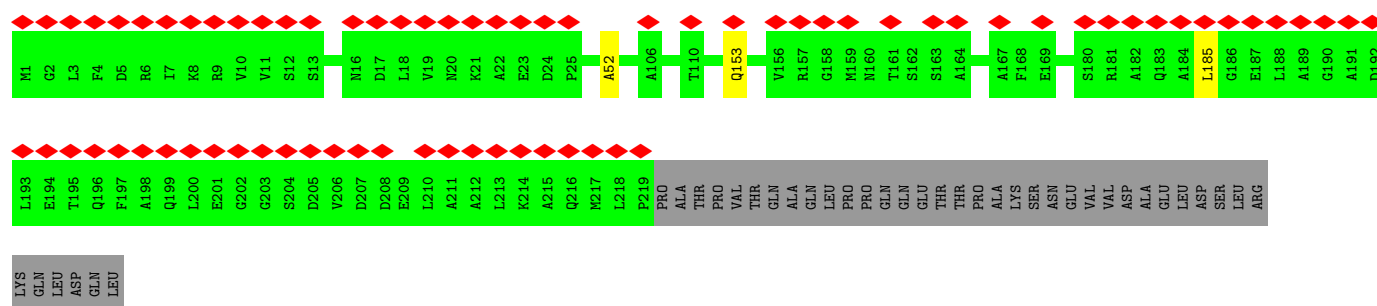 M1 G2 L3 F4 D5 R6 I7 K8 R9 V10 V11 S12 S13 N16 D17 L18 V19 N20 K21 A22 E23 D24 P25 A52 A106 T110 Q153 V156 R157 G158 M159 N160 T161 S162 S163 A164 A167 F168 E169 S180 R181 A182 Q183 A184 L185 G186 E187 L188 A189 G190 A191 D192
L193 E194 T195 Q196 F197 A198 Q199 L200 E201 G202 G203 S204 D205 V206 D207 D208 E209 L210 A211 A212 L213 K214 A215 Q216 M217 L218 P219 PRO ALA THR PRO VAL THR GLN ALA GLN LEU PRO PRO GLN GLN GLU THR THR PRO ALA LYS SER ASN GLU VAL VAL ASP ALA GLU LEU ASP SER LEU ARG
LYS GLN LEU ASP GLN LEU